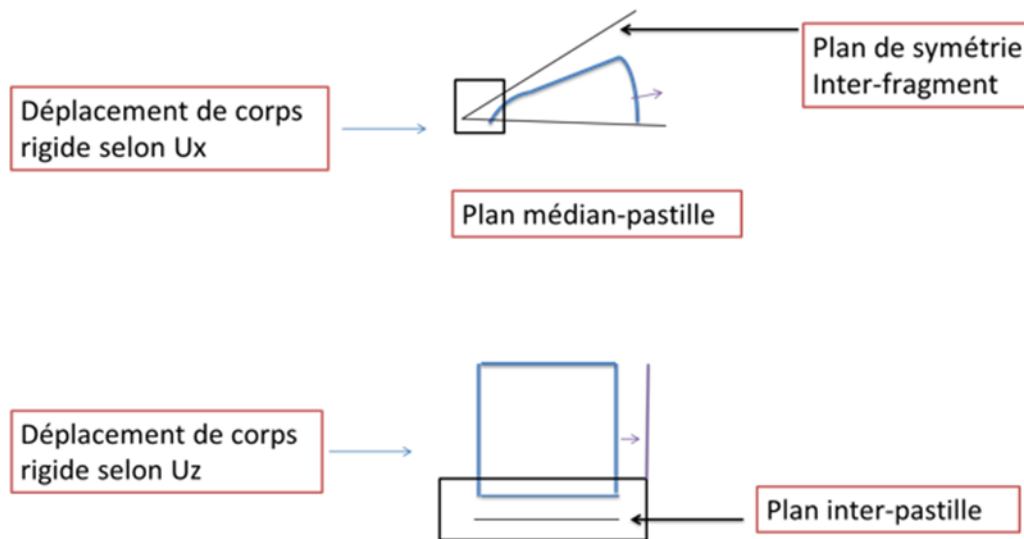 Plan de symétrie
Inter-fragment
Déplacement de corps
rigide selon Ux
Plan médian-pastille
Déplacement de corps
rigide selon Uz
Plan inter-pastille